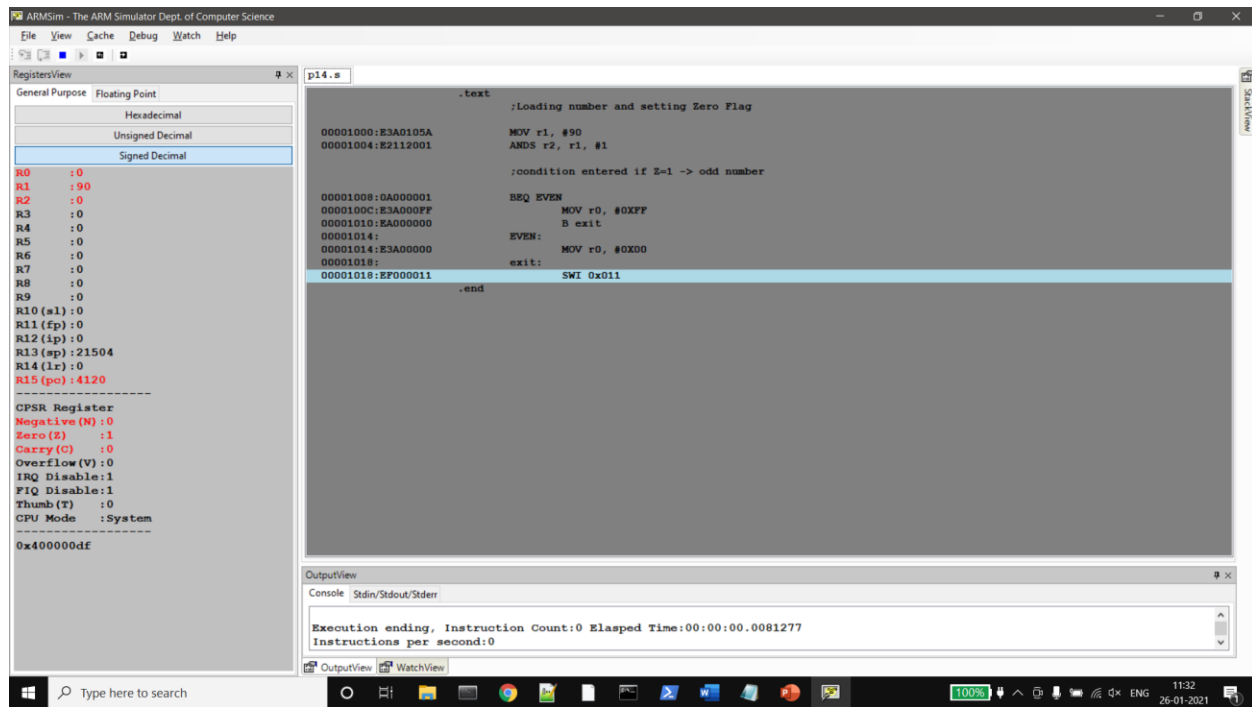 ARMSim - The ARM Simulator Dept. of Computer Science
File View Cache Debug Watch Help
RegistersView
General Purpose Floating Point
Hexadecimal
Unsigned Decimal
Signed Decimal
R0 :0
R1 :90
R2 :0
R3 :0
R4 :0
R5 :0
R6 :0
R7 :0
R8 :0
R9 :0
R10(sl):0
R11(fp):0
R12(ip):0
R13(sp):21504
R14(lr):0
R15(pc):4120
-------------------
CPSR Register
Negative(N):0
Zero(Z) :1
Carry(C) :0
Overflow(V):0
IRQ Disable:1
FIQ Disable:1
Thumb(T) :0
CPU Mode :System
-------------------
0x400000df
p14.s
.text
;Loading number and setting Zero Flag
00001000:E3A0105A MOV r1, #90
00001004:E2112001 ANDS r2, r1, #1
;condition entered if Z=1 -> odd number
00001008:0A000001 BEQ EVEN
0000100C:E3A000FF MOV r0, #0XFF
00001010:EA000000 B exit
00001014: EVEN:
00001014:E3A00000 MOV r0, #0X00
00001018: exit:
00001018:EF000011 SWI 0x011
.end
StackView
OutputView
Console Stdin/Stdout/Stderr
Execution ending, Instruction Count:0 Elasped Time:00:00:00.0081277
Instructions per second:0
OutputView WatchView
Type here to search
100%
ENG
11:32
26-01-2021